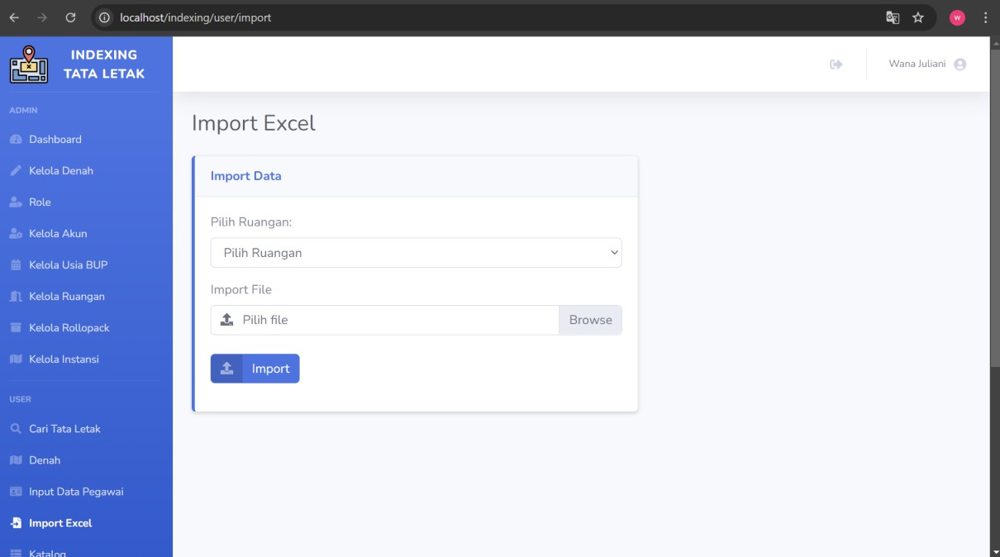 localhost/indexing/user/import
W
INDEXING
TATA LETAK
Wana Juliani
ADMIN
Dashboard
Kelola Denah
Role
Kelola Akun
Kelola Usia BUP
Kelola Ruangan
Kelola Rollopack
Kelola Instansi
USER
Cari Tata Letak
Denah
Input Data Pegawai
Import Excel
Katalog
Import Excel
Import Data
Pilih Ruangan:
Pilih Ruangan
Import File
Pilih file Browse
Import